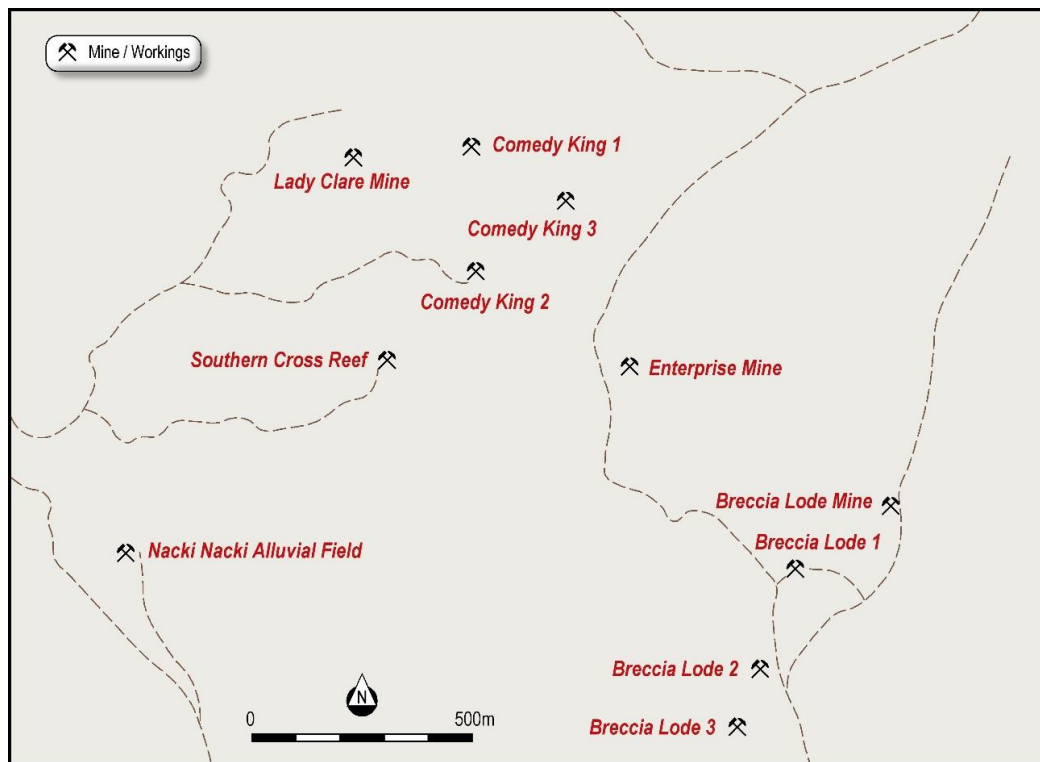 Mine / Workings
Comedy King 1
Lady Clare Mine
Comedy King 3
Comedy King 2
Southern Cross Reef
Enterprise Mine
Breccia Lode Mine
Breccia Lode 1
Nacki Nacki Alluvial Field
Breccia Lode 2
N
0 500m
Breccia Lode 3